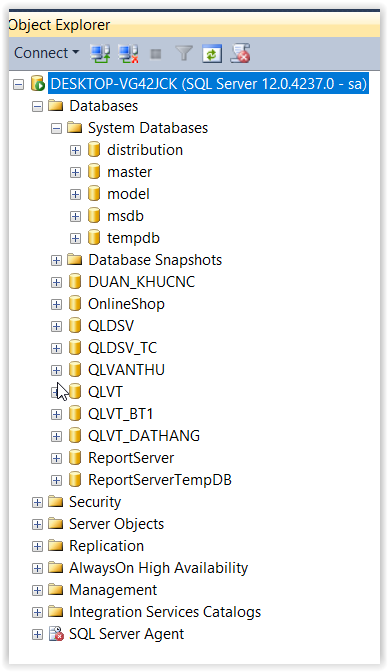 Object Explorer
Connect
DESKTOP-VG42JCK (SQL Server 12.0.4237.0 - sa)
Databases
System Databases
distribution
master
model
msdb
tempdb
Database Snapshots
DUAN_KHUCNC
OnlineShop
QLDSV
QLDSV_TC
QLVANTHU
QLVT
QLVT_BT1
QLVT_DATHANG
ReportServer
ReportServerTempDB
Security
Server Objects
Replication
AlwaysOn High Availability
Management
Integration Services Catalogs
SQL Server Agent